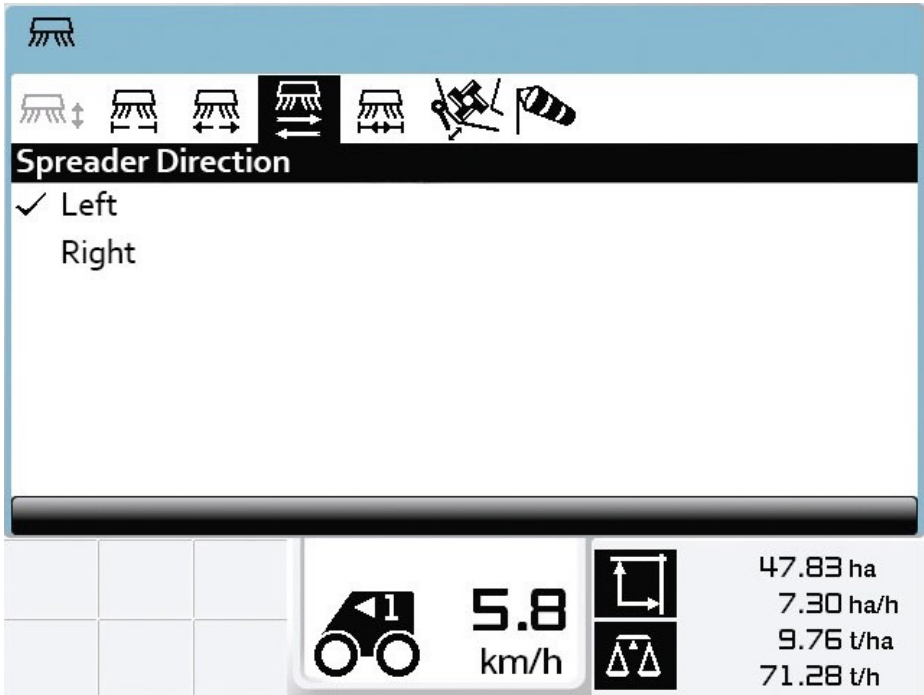 Spreader Direction
✓ Left
Right
1
5.8
km/h
47.83 ha
7.30 ha/h
9.76 t/ha
71.28 t/h